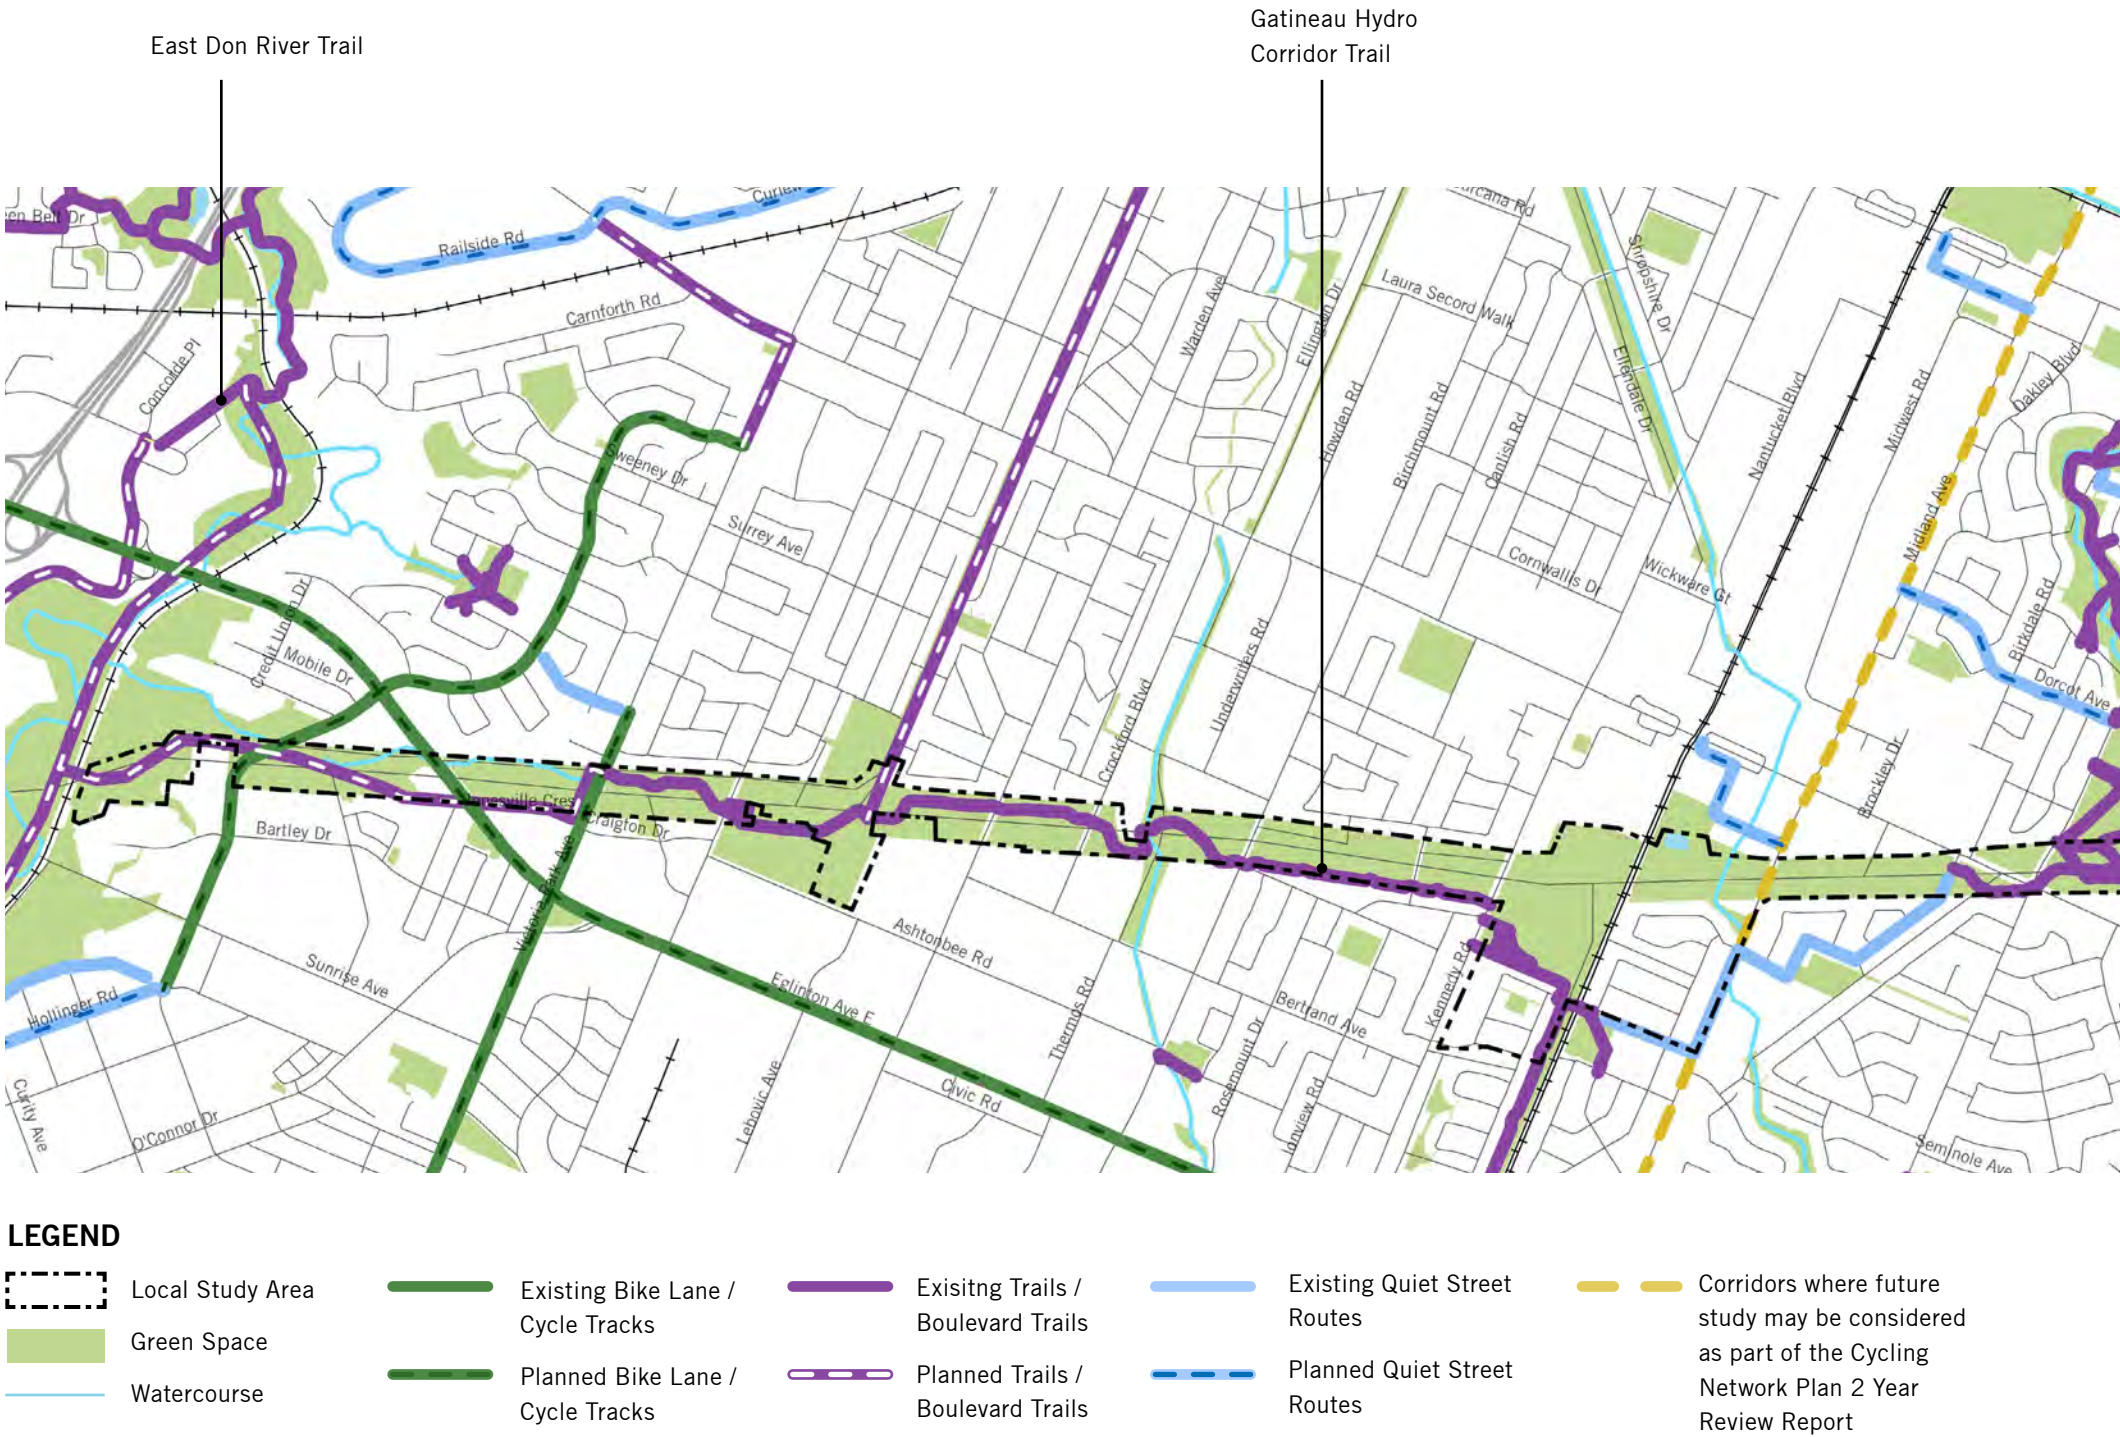 East Don River Trail
Gatineau Hydro
Corridor Trail
Curlew
Railside Rd
Carnforth Rd
Concorde Pl
Sweeney Dr
Surrey Ave
Credit Union Dr
Mobile Dr
Bartley Dr
Jonesville Cres
Craigton Dr
Victoria Park Ave
Sunrise Ave
Hollinger Rd
Curity Ave
O'Connor Dr
Lebovic Ave
Eglinton Ave E
Civic Rd
Ashtonbee Rd
Thermos Rd
Crockford Blvd
Underwriters Rd
Warden Ave
Ellington Dr
Howden Rd
Laura Secord Walk
Birchmount Rd
Canlish Rd
Shropshire Dr
Ellendale Dr
Cornwallis Dr
Wickware Gt
Nantucket Blvd
Midwest Rd
Oakley Blvd
Midland Ave
Birkdale Rd
Dorcot Ave
Brockley Dr
Kennedy Rd
Bertrand Ave
Rosemount Dr
Ionview Rd
Seminole Ave
LEGEND
Local Study Area
Green Space
Watercourse
Existing Bike Lane /
Cycle Tracks
Planned Bike Lane /
Cycle Tracks
Exisitng Trails /
Boulevard Trails
Planned Trails /
Boulevard Trails
Existing Quiet Street
Routes
Planned Quiet Street
Routes
Corridors where future
study may be considered
as part of the Cycling
Network Plan 2 Year
Review Report